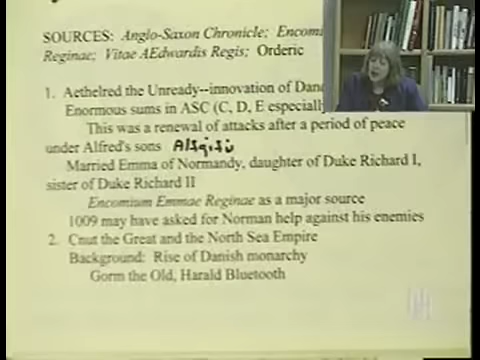 SOURCES: Anglo-Saxon Chronicle;
Reginae; Vitae AEdwardis Regis; Orderic
1. Aethelred the Unready--innovation of
Enormous sums in ASC (C, D, E especially
This was a renewal of attacks after a period of peace
under Alfred's sons
Married Emma of Normandy, daughter of Duke Richard I,
sister of Duke Richard II
Encomium Emmae Reginae as a major source
1009 may have asked for Norman help against his enemies
2. Cnut the Great and the North Sea Empire
Background: Rise of Danish monarchy
Gorm the Old, Harald Bluetooth